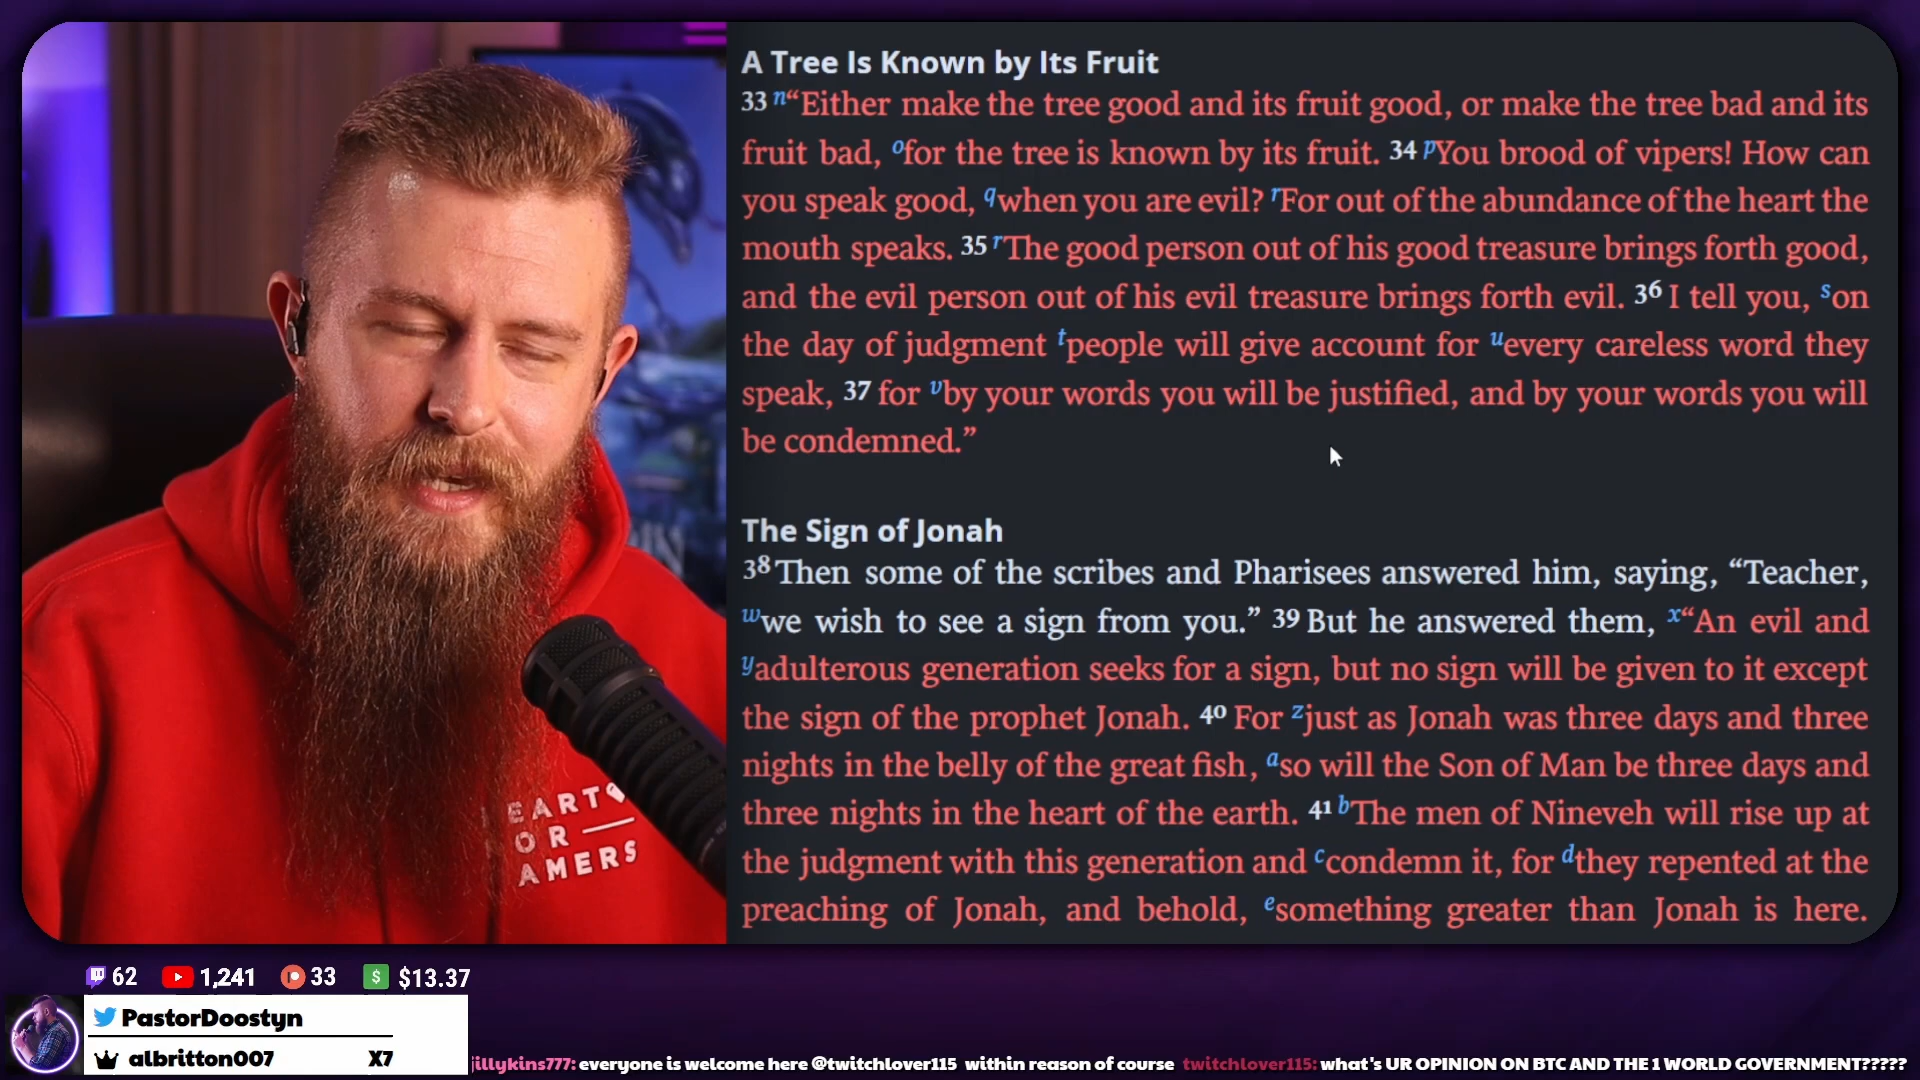 A Tree Is Known by Its Fruit
33 n“Either make the tree good and its fruit good, or make the tree bad and its
fruit bad, ofor the tree is known by its fruit. 34 pYou brood of vipers! How can
you speak good, qwhen you are evil? rFor out of the abundance of the heart the
mouth speaks. 35 rThe good person out of his good treasure brings forth good,
and the evil person out of his evil treasure brings forth evil. 36 I tell you, son
the day of judgment tpeople will give account for uevery careless word they
speak, 37 for vby your words you will be justified, and by your words you will
be condemned.”
The Sign of Jonah
38 Then some of the scribes and Pharisees answered him, saying, “Teacher,
wwe wish to see a sign from you.” 39 But he answered them, x“An evil and
yadulterous generation seeks for a sign, but no sign will be given to it except
the sign of the prophet Jonah. 40 For zjust as Jonah was three days and three
nights in the belly of the great fish, aso will the Son of Man be three days and
three nights in the heart of the earth. 41 bThe men of Nineveh will rise up at
the judgment with this generation and ccondemn it, for dthey repented at the
preaching of Jonah, and behold, esomething greater than Jonah is here.
EART
OR
AMERS
62 1,241 33 $ $13.37
PastorDoostyn
albritton007 X7
jillykins777: everyone is welcome here @twitchlover115 within reason of course twitchlover115: what's UR OPINION ON BTC AND THE 1 WORLD GOVERNMENT?????